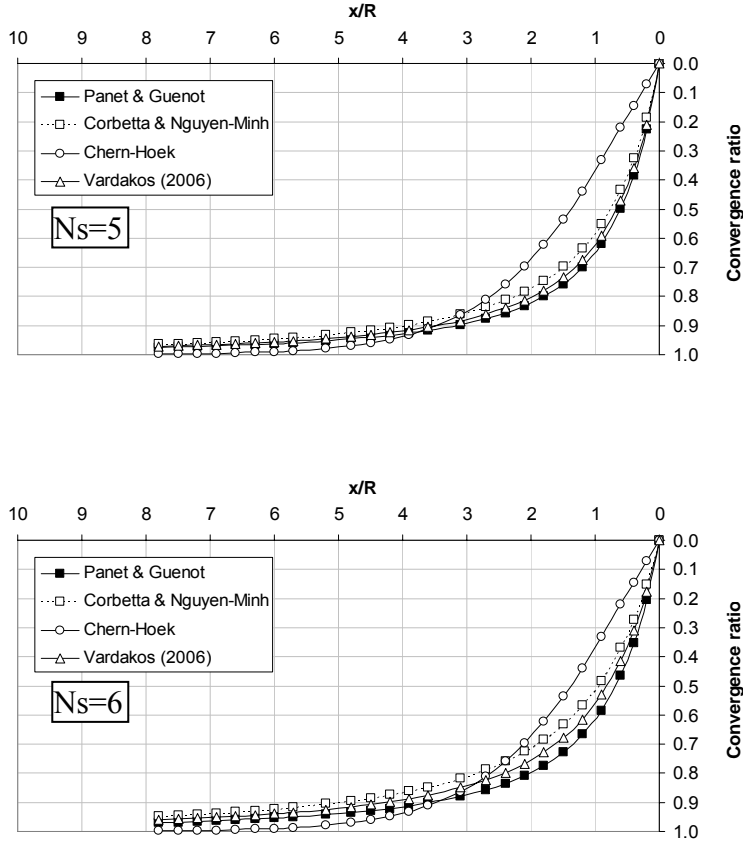 x/R
10 9 8 7 6 5 4 3 2 1 0
0.0
0.1
0.2
0.3
0.4
0.5
0.6
0.7
0.8
0.9
1.0
Convergence ratio
Panet & Guenot
Corbetta & Nguyen-Minh
Chern-Hoek
Vardakos (2006)
Ns=5
x/R
10 9 8 7 6 5 4 3 2 1 0
0.0
0.1
0.2
0.3
0.4
0.5
0.6
0.7
0.8
0.9
1.0
Convergence ratio
Panet & Guenot
Corbetta & Nguyen-Minh
Chern-Hoek
Vardakos (2006)
Ns=6